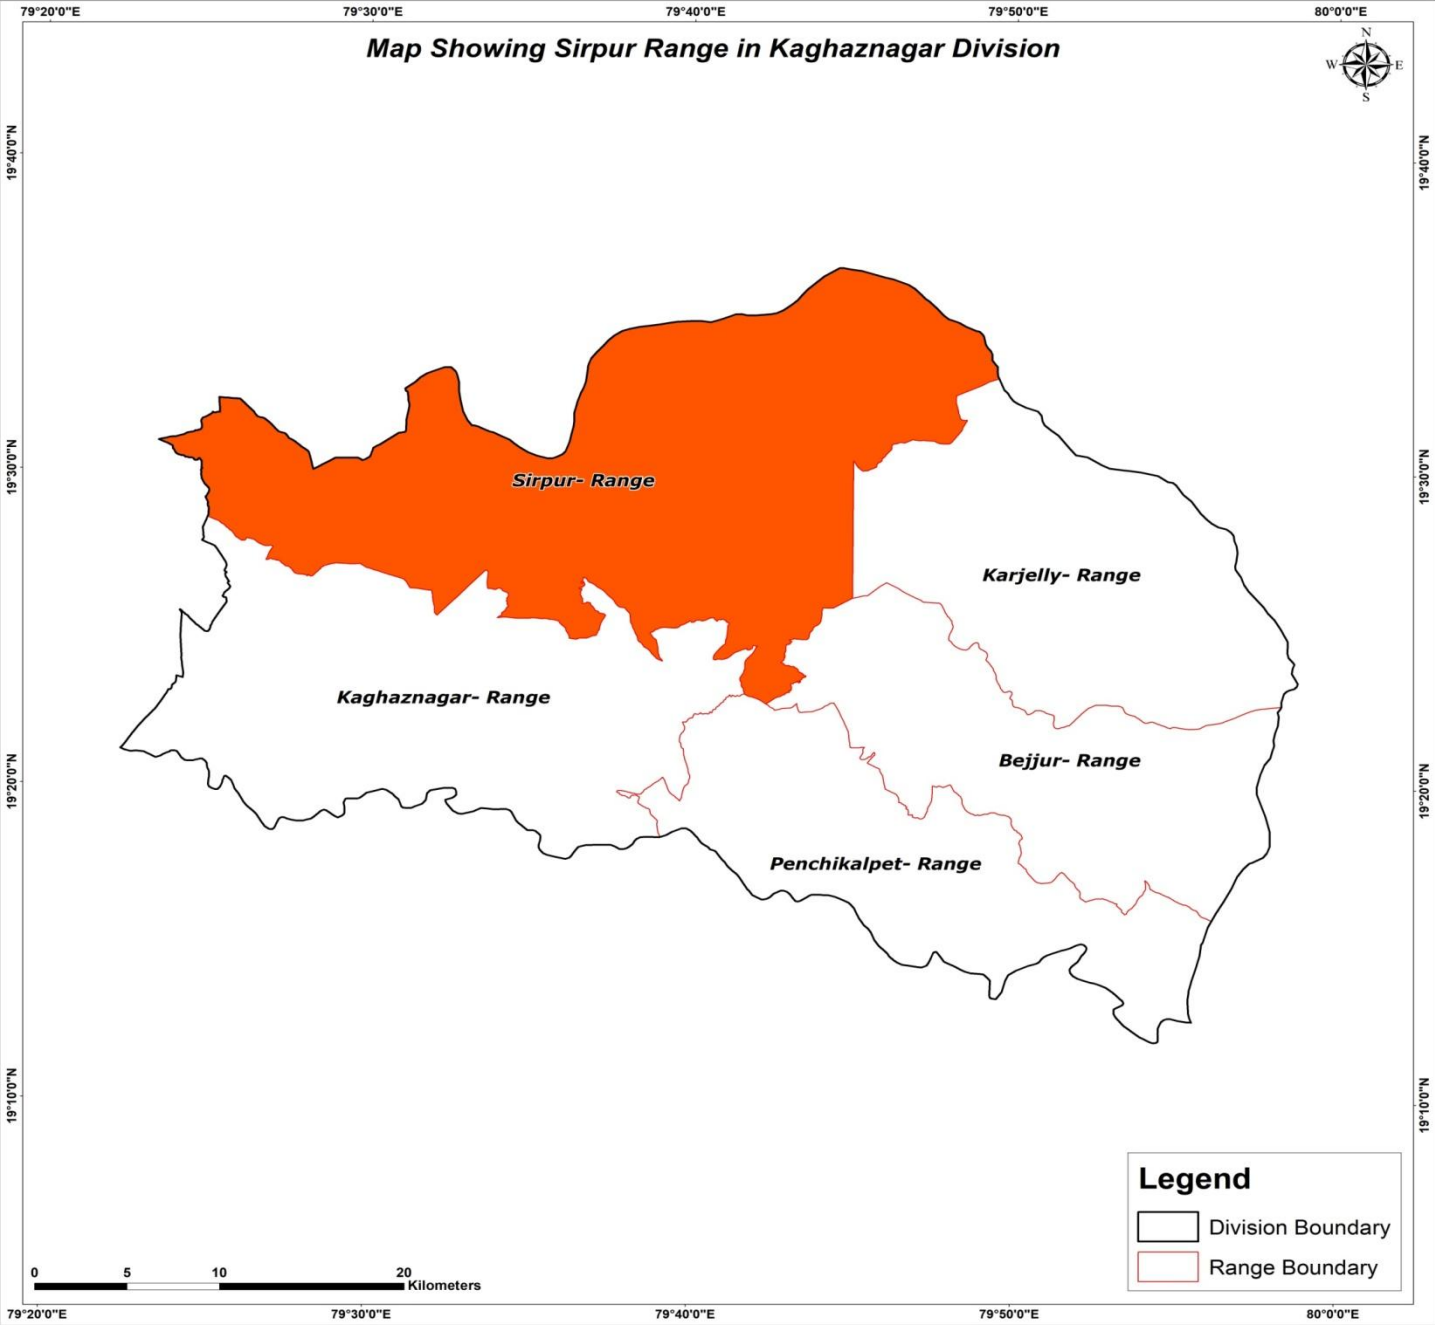 79°20'0"E 79°30'0"E 79°40'0"E 79°50'0"E 80°0'0"E
Map Showing Sirpur Range in Kaghaznagar Division
N
W E
S
19°40'0"N 19°40'0"N
19°30'0"N 19°30'0"N
Sirpur- Range
Karjelly- Range
Kaghaznagar- Range
Bejjur- Range
19°20'0"N 19°20'0"N
Penchikalpet- Range
19°10'0"N 19°10'0"N
Legend
Division Boundary
Range Boundary
0 5 10 20
Kilometers
79°20'0"E 79°30'0"E 79°40'0"E 79°50'0"E 80°0'0"E